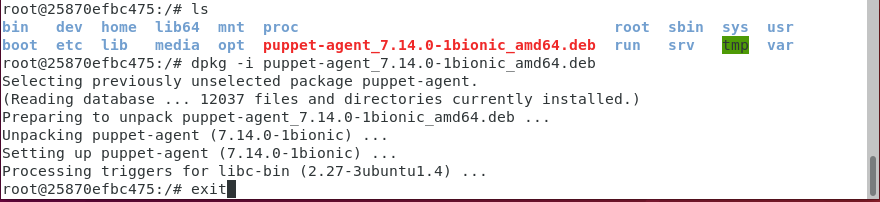 root@25870efbc475:/# ls
bin   dev  home  lib64  mnt  proc                                    root  sbin  sys  usr
boot  etc  lib   media  opt  puppet-agent_7.14.0-1bionic_amd64.deb  run   srv   tmp  var
root@25870efbc475:/# dpkg -i puppet-agent_7.14.0-1bionic_amd64.deb
Selecting previously unselected package puppet-agent.
(Reading database ... 12037 files and directories currently installed.)
Preparing to unpack puppet-agent_7.14.0-1bionic_amd64.deb ...
Unpacking puppet-agent (7.14.0-1bionic) ...
Setting up puppet-agent (7.14.0-1bionic) ...
Processing triggers for libc-bin (2.27-3ubuntu1.4) ...
root@25870efbc475:/# exit